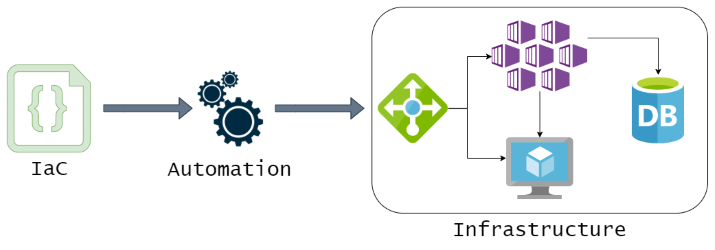 IaC
Automation
DB
Infrastructure